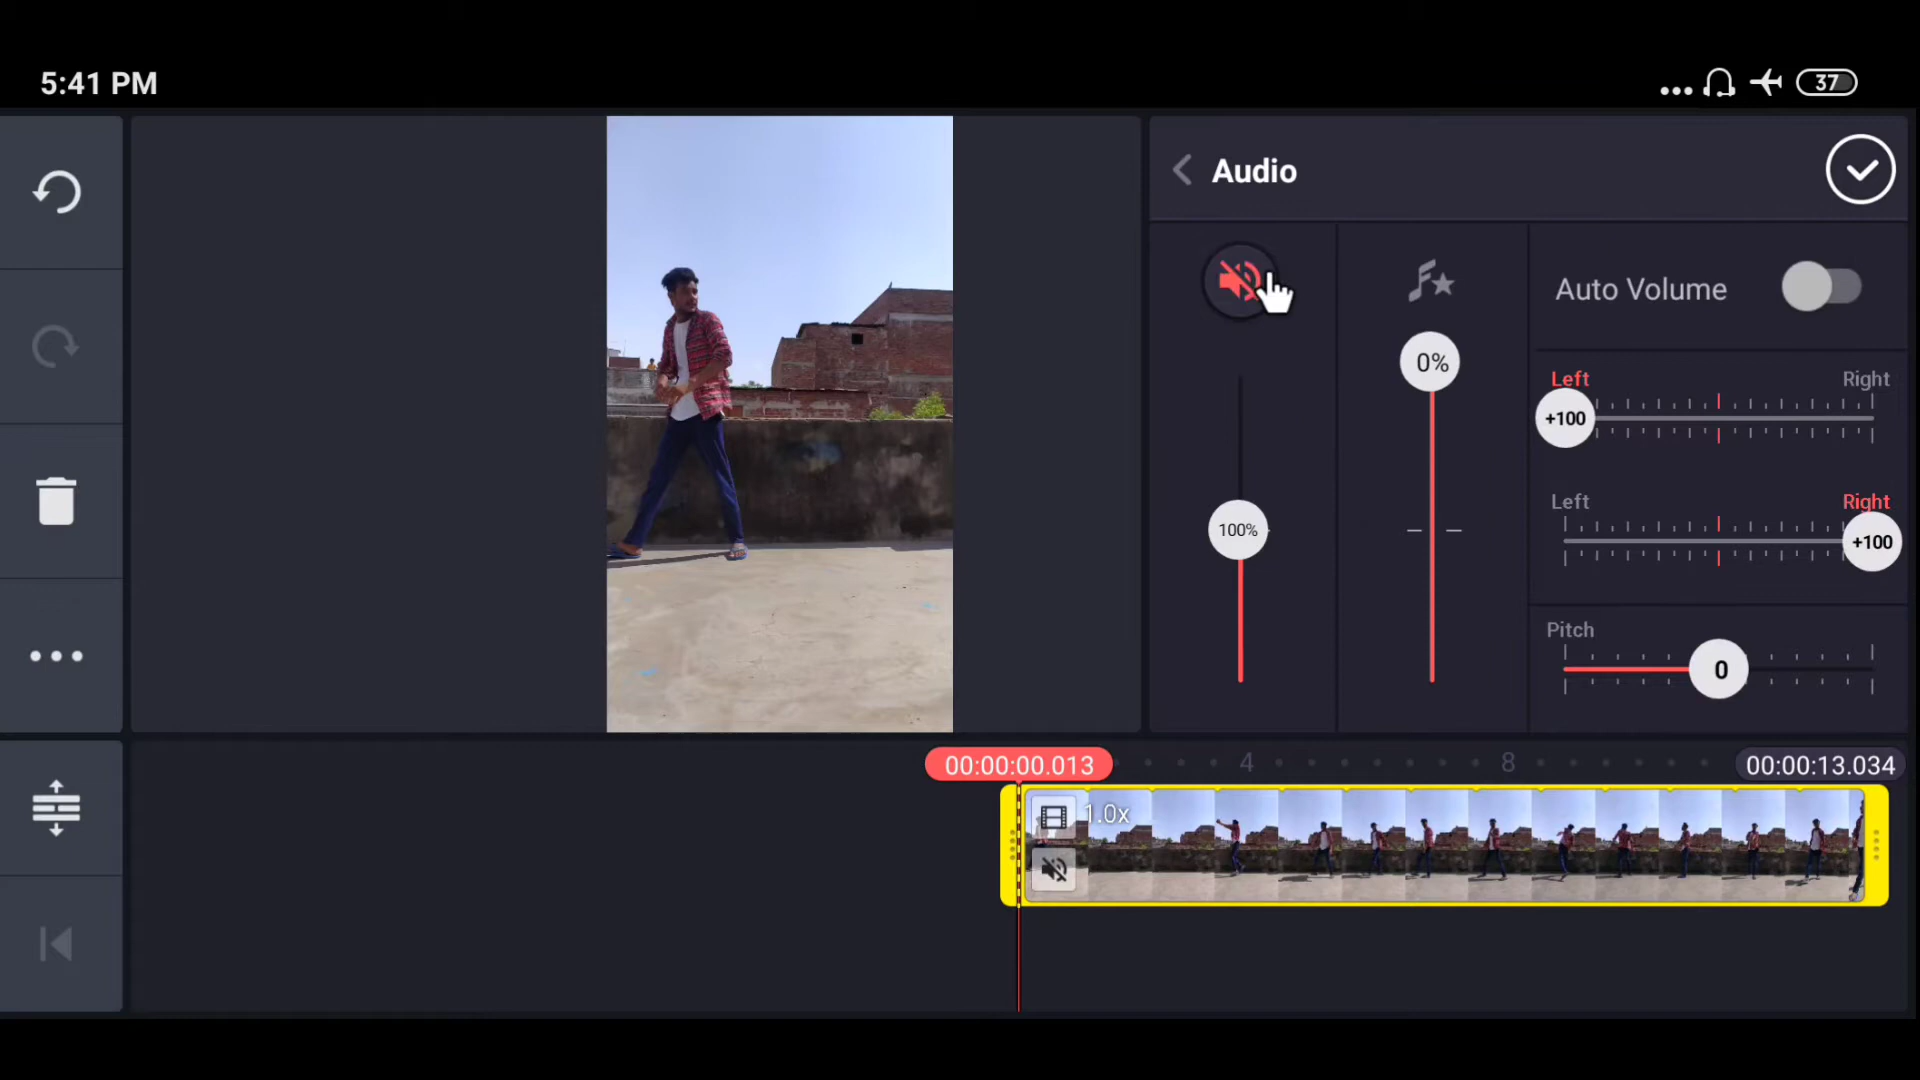 5:41 PM
37
Audio
Auto Volume
0%
100%
Left
Right
+100
Left
Right
+100
Pitch
0
00:00:00.013
4
8
00:00:13.034
1.0x